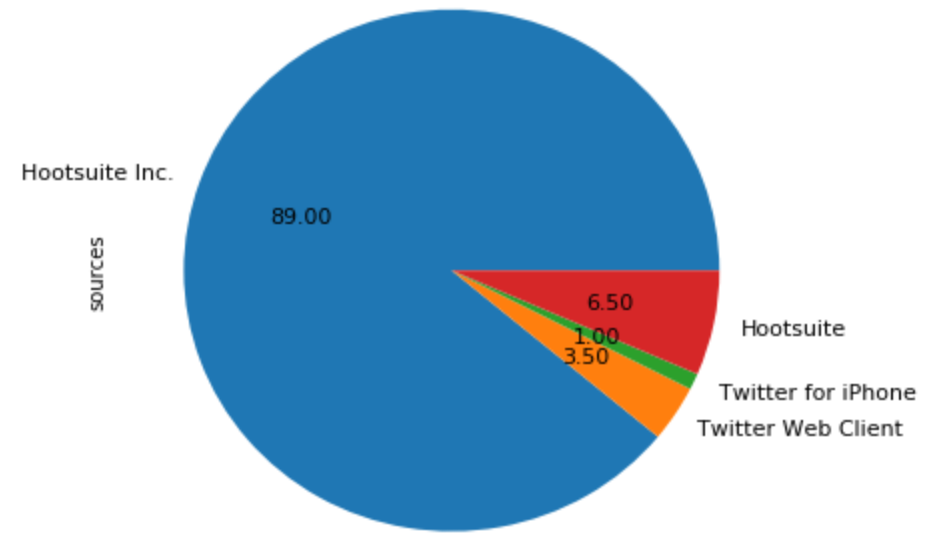 Hootsuite Inc.
89.00
sources
6.50
Hootsuite
1.00
3.50
Twitter for iPhone
Twitter Web Client